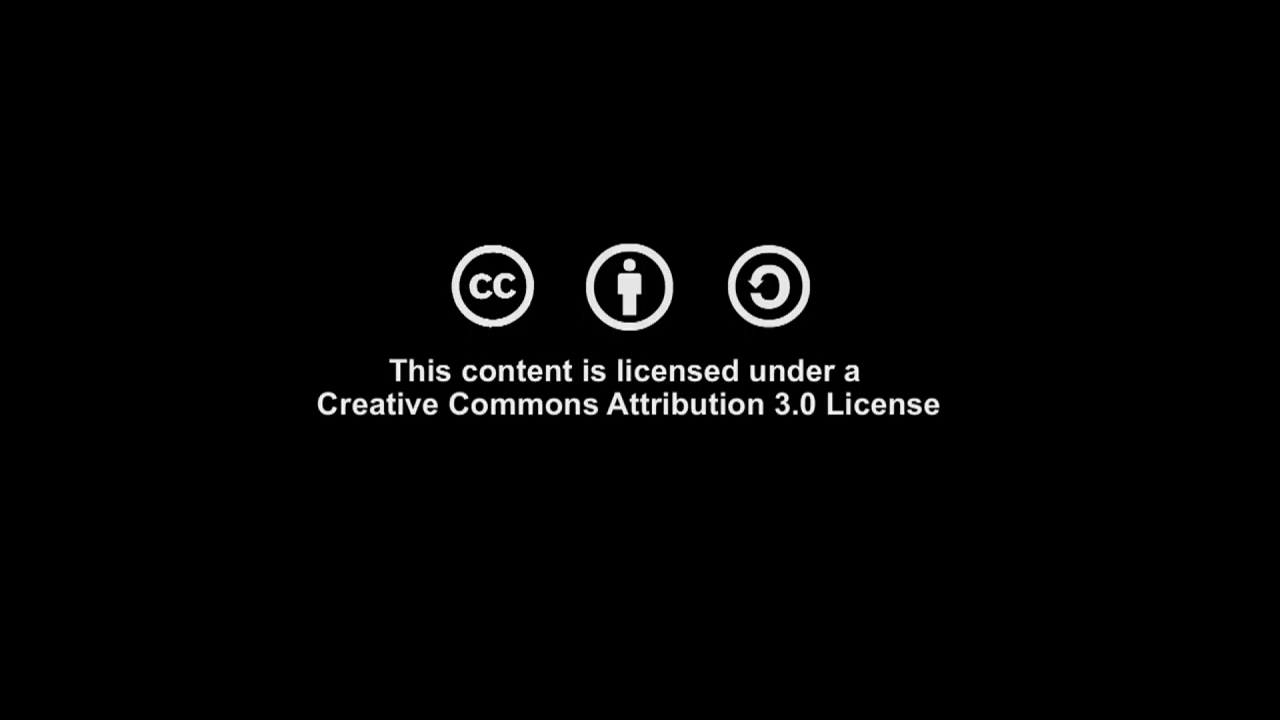 cc
This content is licensed under a
Creative Commons Attribution 3.0 License